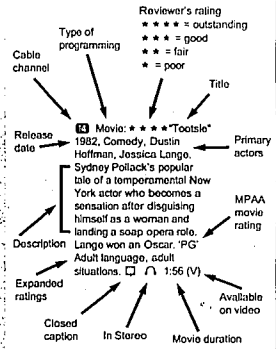 Reviewer's rating
★ ★ ★ ★ = outstanding
★ ★ ★ = good
★ ★ = fair
★ = poor
Type of
programming
Cable
channel
Title
Movie: ★ ★ ★ ★ "Tootsie"
1982, Comedy, Dustin
Hoffman, Jessica Lange.
Sydney Pollack's popular
tale of a temperamental New
York actor who becomes a
sensation after disguising
himself as a woman and
landing a soap opera role.
Lange won an Oscar. 'PG'
Adult language, adult
situations. 1:56 (V)
Release
date
Primary
actors
MPAA
movie
rating
Description
Expanded
ratings
Available
on video
Closed
caption
In Stereo
Movie duration